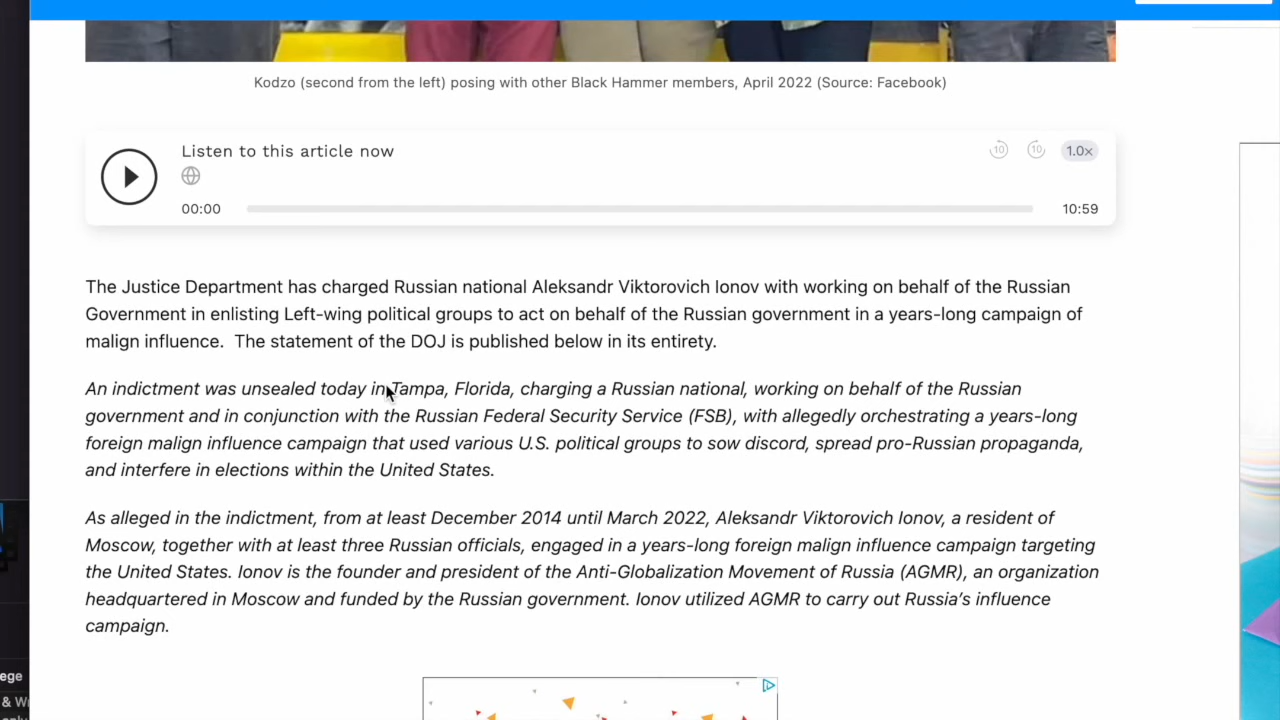 Kodzo (second from the left) posing with other Black Hammer members, April 2022 (Source: Facebook)
Listen to this article now
10
10
1.0×
00:00
10:59
The Justice Department has charged Russian national Aleksandr Viktorovich Ionov with working on behalf of the Russian
Government in enlisting Left-wing political groups to act on behalf of the Russian government in a years-long campaign of
malign influence.  The statement of the DOJ is published below in its entirety.
An indictment was unsealed today in Tampa, Florida, charging a Russian national, working on behalf of the Russian
government and in conjunction with the Russian Federal Security Service (FSB), with allegedly orchestrating a years-long
foreign malign influence campaign that used various U.S. political groups to sow discord, spread pro-Russian propaganda,
and interfere in elections within the United States.
As alleged in the indictment, from at least December 2014 until March 2022, Aleksandr Viktorovich Ionov, a resident of
Moscow, together with at least three Russian officials, engaged in a years-long foreign malign influence campaign targeting
the United States. Ionov is the founder and president of the Anti-Globalization Movement of Russia (AGMR), an organization
headquartered in Moscow and funded by the Russian government. Ionov utilized AGMR to carry out Russia’s influence
campaign.
ege